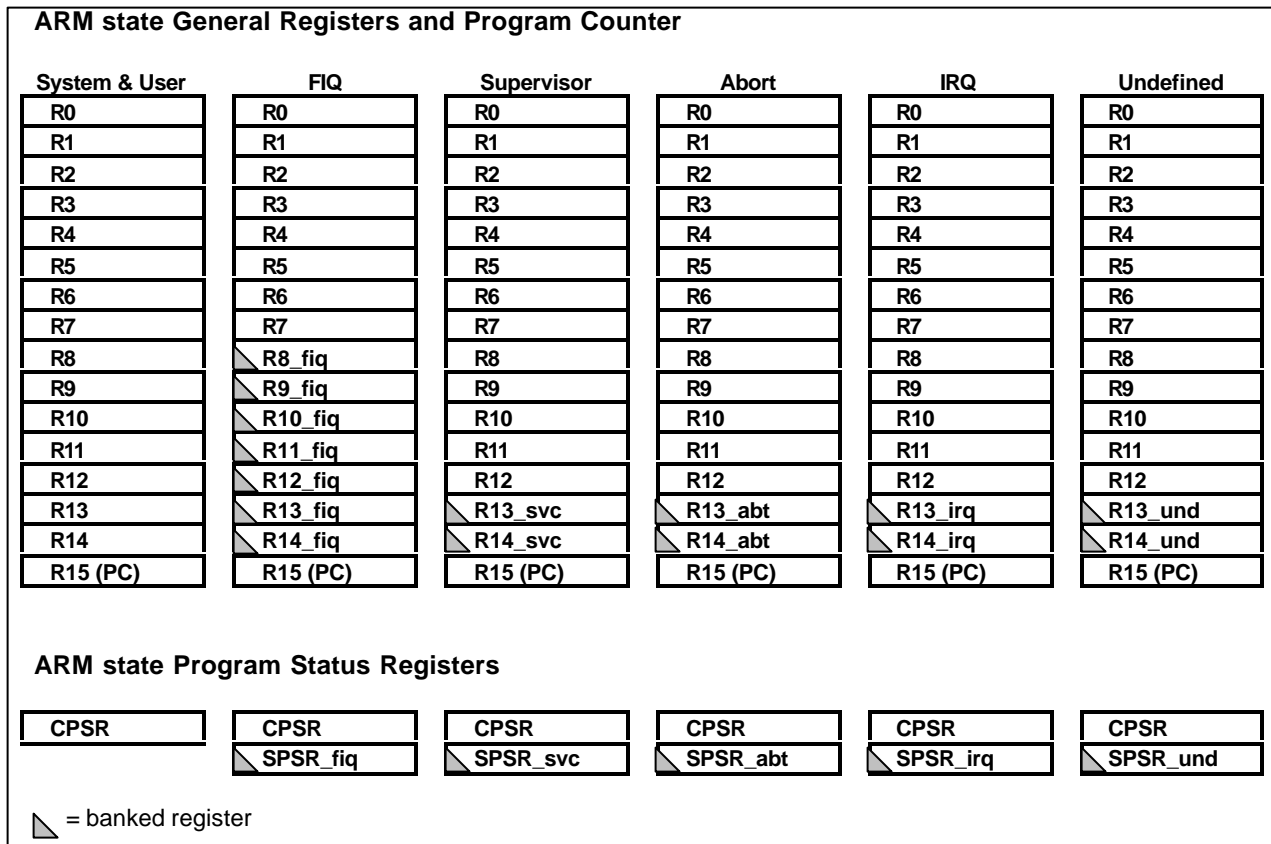 ARM state General Registers and Program Counter
System & User FIQ Supervisor Abort IRQ Undefined
R0 R0 R0 R0 R0 R0
R1 R1 R1 R1 R1 R1
R2 R2 R2 R2 R2 R2
R3 R3 R3 R3 R3 R3
R4 R4 R4 R4 R4 R4
R5 R5 R5 R5 R5 R5
R6 R6 R6 R6 R6 R6
R7 R7 R7 R7 R7 R7
R8 R8_fiq R8 R8 R8 R8
R9 R9_fiq R9 R9 R9 R9
R10 R10_fiq R10 R10 R10 R10
R11 R11_fiq R11 R11 R11 R11
R12 R12_fiq R12 R12 R12 R12
R13 R13_fiq R13_svc R13_abt R13_irq R13_und
R14 R14_fiq R14_svc R14_abt R14_irq R14_und
R15 (PC) R15 (PC) R15 (PC) R15 (PC) R15 (PC) R15 (PC)
ARM state Program Status Registers
CPSR CPSR CPSR CPSR CPSR CPSR
SPSR_fiq SPSR_svc SPSR_abt SPSR_irq SPSR_und
= banked register